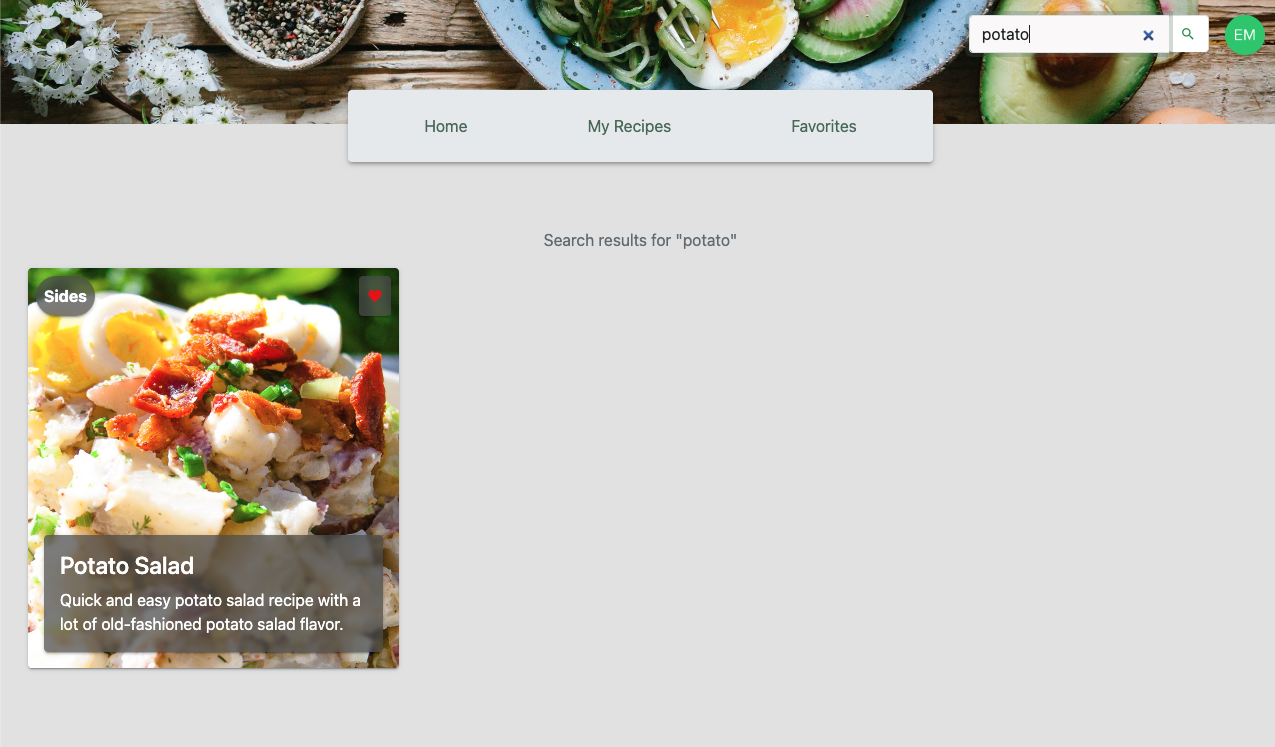 potato
EM
Home
My Recipes
Favorites
Search results for "potato"
Sides
Potato Salad
Quick and easy potato salad recipe with a
lot of old-fashioned potato salad flavor.